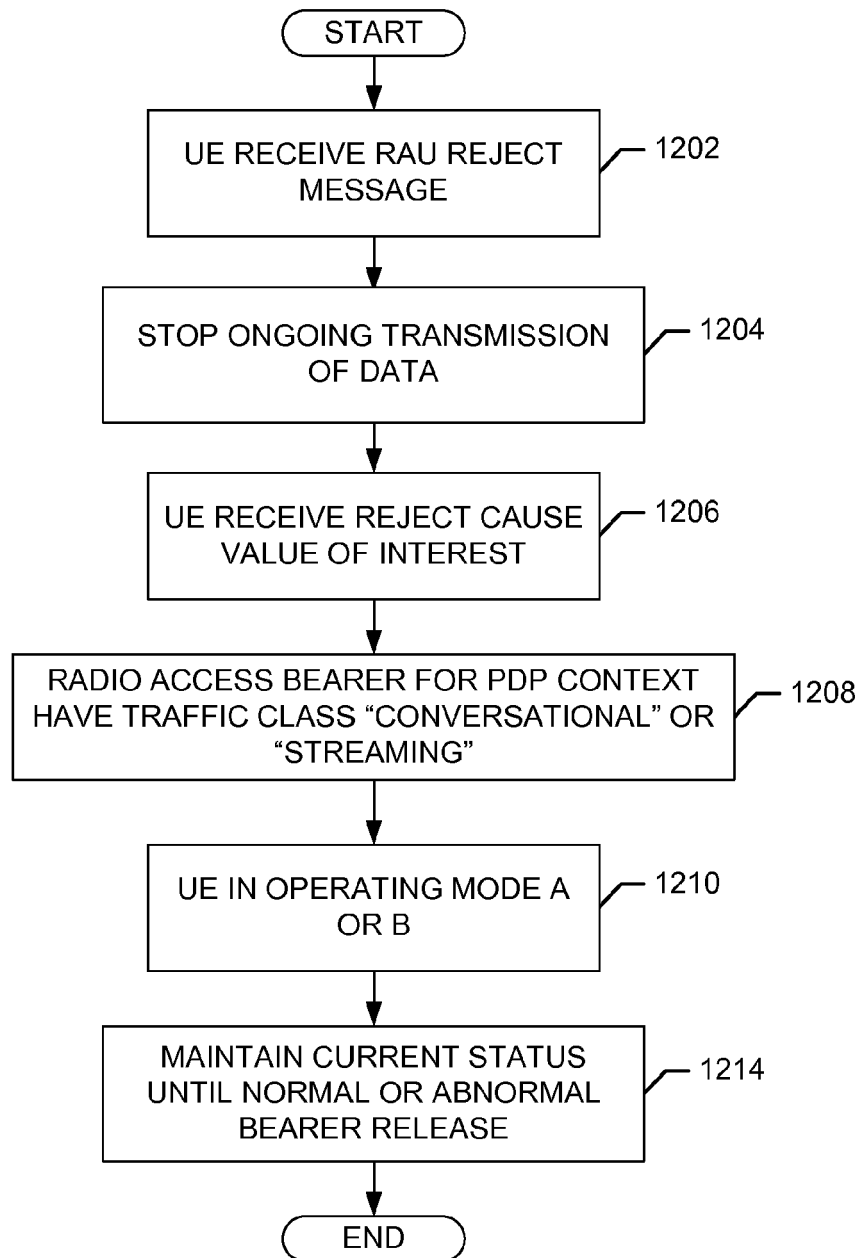 START
UE RECEIVE RAU REJECT
MESSAGE
1202
STOP ONGOING TRANSMISSION
OF DATA
1204
UE RECEIVE REJECT CAUSE
VALUE OF INTEREST
1206
RADIO ACCESS BEARER FOR PDP CONTEXT
HAVE TRAFFIC CLASS “CONVERSATIONAL” OR
“STREAMING”
1208
UE IN OPERATING MODE A
OR B
1210
MAINTAIN CURRENT STATUS
UNTIL NORMAL OR ABNORMAL
BEARER RELEASE
1214
END